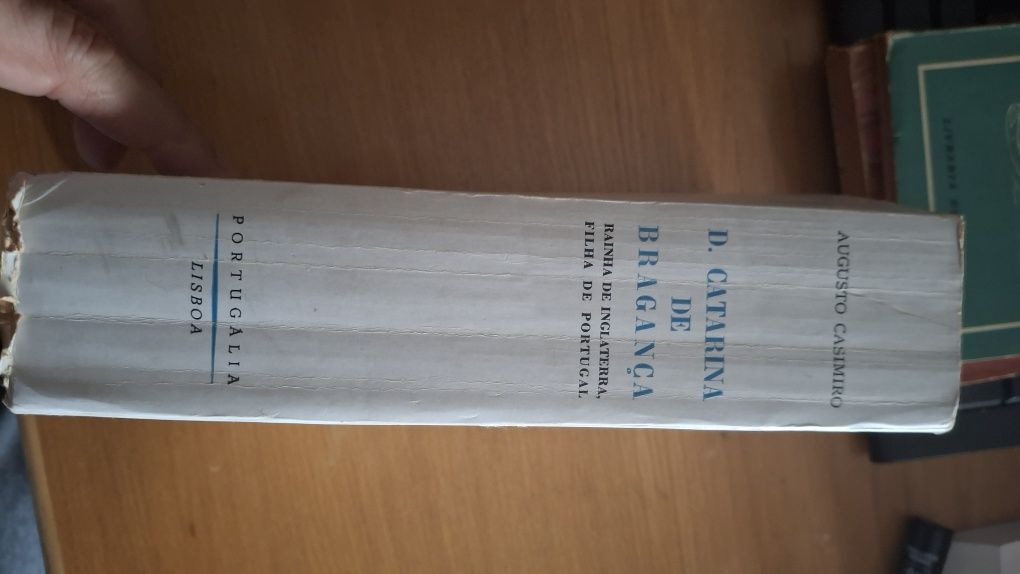 AUGUSTO CASIMIRO
D. CATARINA
DE
BRAGANÇA
RAINHA DE INGLATERRA,
FILHA DE PORTUGAL
PORTUGÁLIA
LISBOA